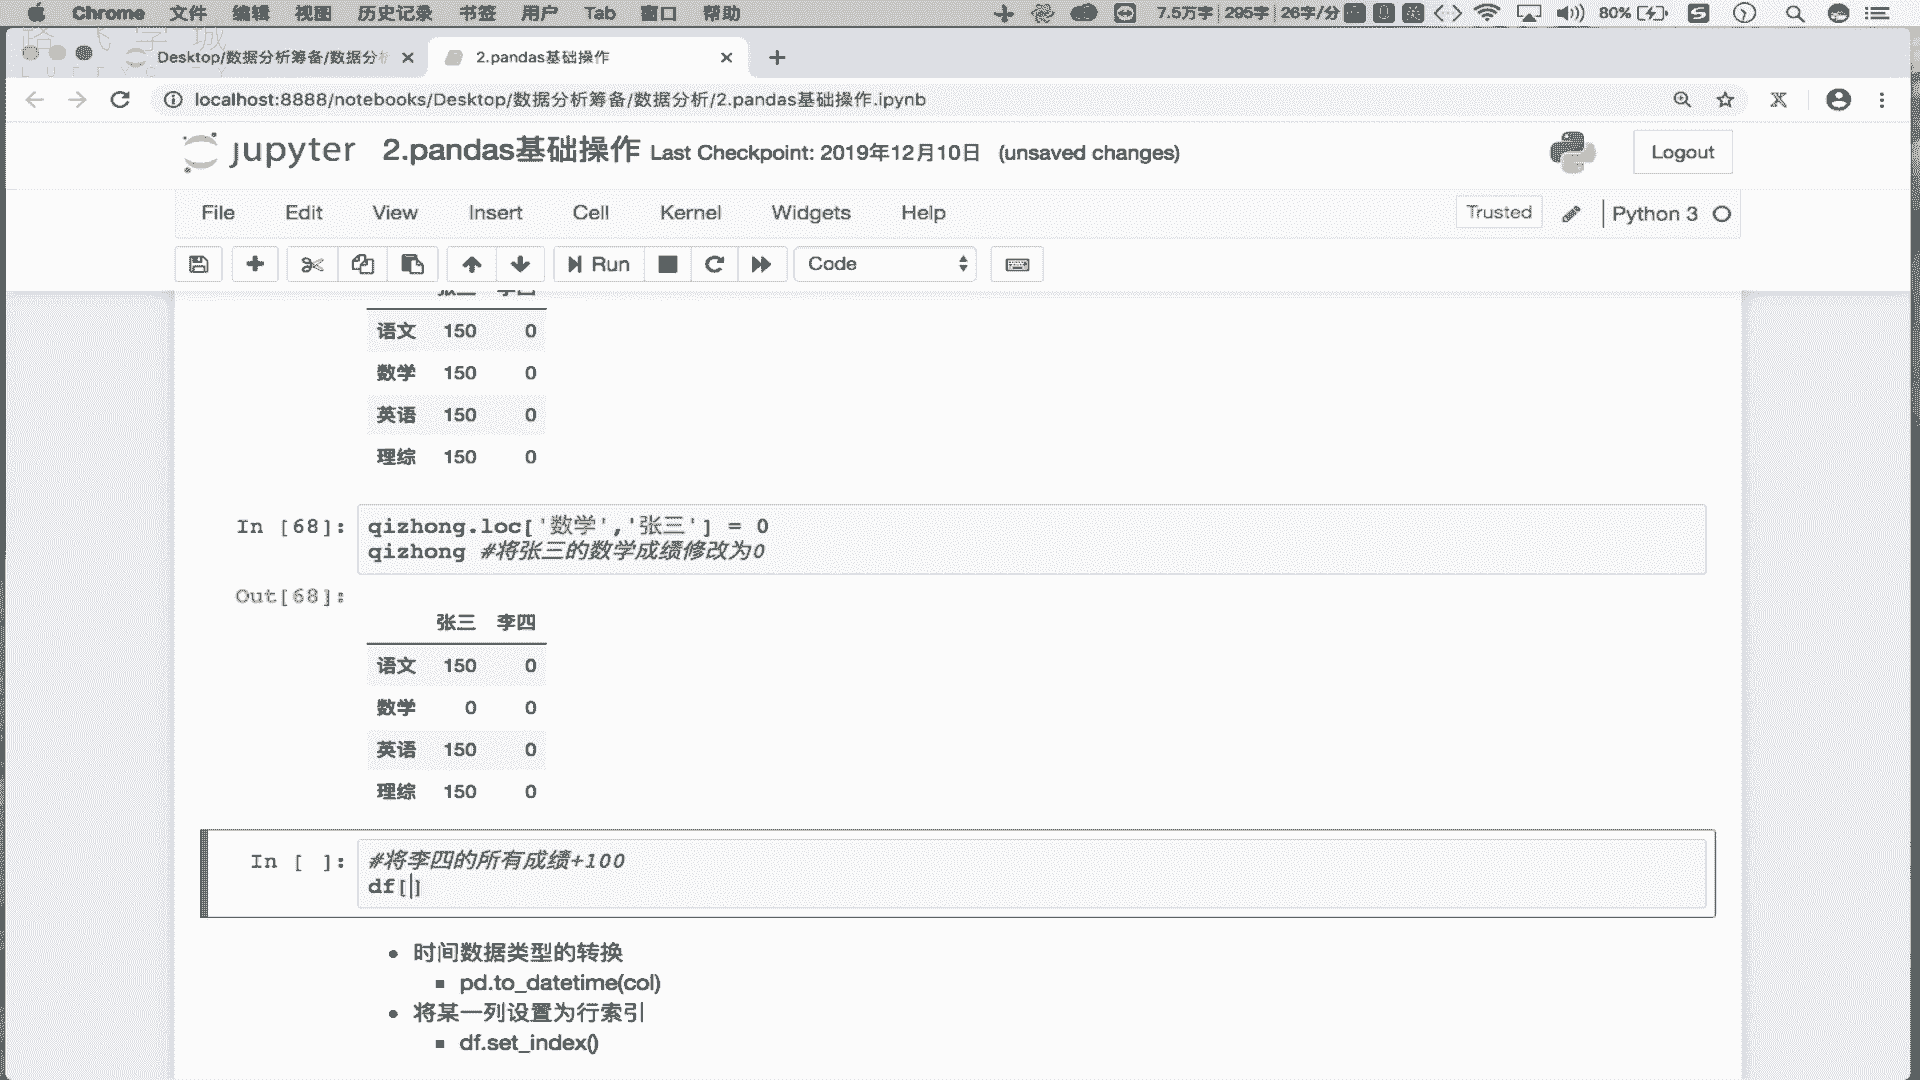 Chrome 文件 编辑 视图 历史记录 书签 用户 Tab 窗口 帮助 7.5万字 295字 26字/分 80%
Desktop/数据分析筹备/数据分析 2.pandas基础操作
localhost:8888/notebooks/Desktop/数据分析筹备/数据分析/2.pandas基础操作.ipynb
jupyter 2.pandas基础操作 Last Checkpoint: 2019年12月10日 (unsaved changes) Logout
File Edit View Insert Cell Kernel Widgets Help Trusted Python 3
Run Code
张三 李四
语文 150 0
数学 150 0
英语 150 0
理综 150 0
In [68]: qizhong.loc['数学','张三'] = 0
qizhong #将张三的数学成绩修改为0
Out[68]:
张三 李四
语文 150 0
数学 0 0
英语 150 0
理综 150 0
In [ ]: #将李四的所有成绩+100
df[]
时间数据类型的转换
pd.to_datetime(col)
将某一列设置为行索引
df.set_index()